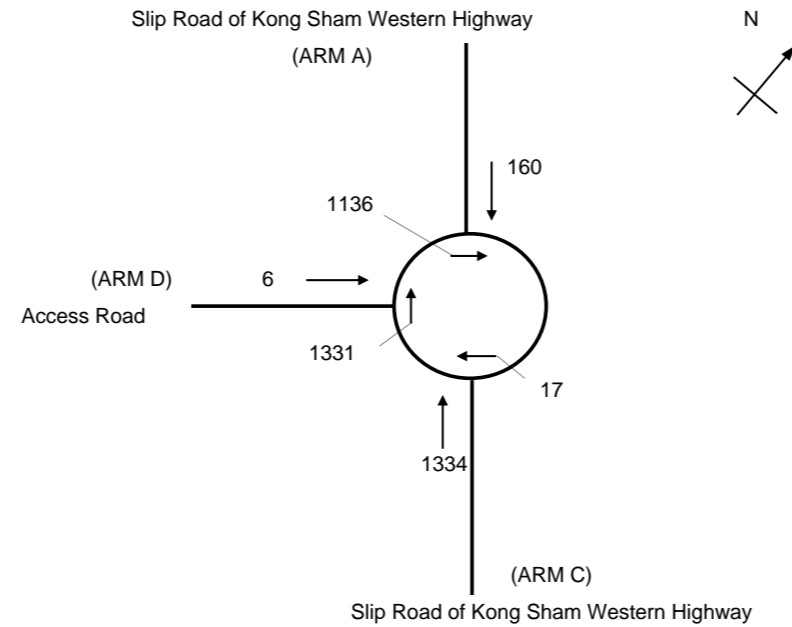 Slip Road of Kong Sham Western Highway
N
(ARM A)
160
1136
(ARM D)
6
Access Road
1331
17
1334
(ARM C)
Slip Road of Kong Sham Western Highway